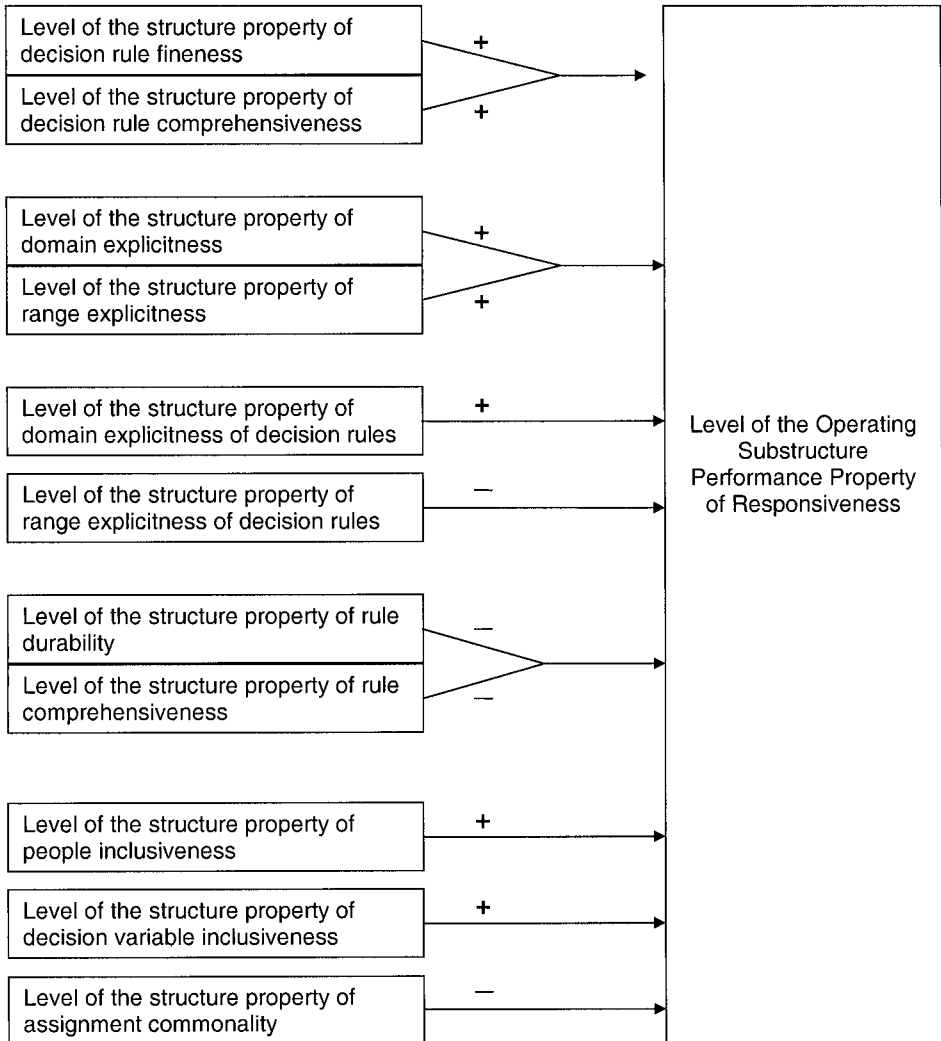 Level of the structure property of
decision rule fineness
+
Level of the structure property of
decision rule comprehensiveness
+
Level of the structure property of
domain explicitness
+
Level of the structure property of
range explicitness
+
Level of the structure property of
domain explicitness of decision rules
+
Level of the structure property of
range explicitness of decision rules
–
Level of the structure property of rule
durability
–
Level of the structure property of rule
comprehensiveness
–
Level of the structure property of
people inclusiveness
+
Level of the structure property of
decision variable inclusiveness
+
Level of the structure property of
assignment commonality
–
Level of the Operating
Substructure
Performance Property
of Responsiveness